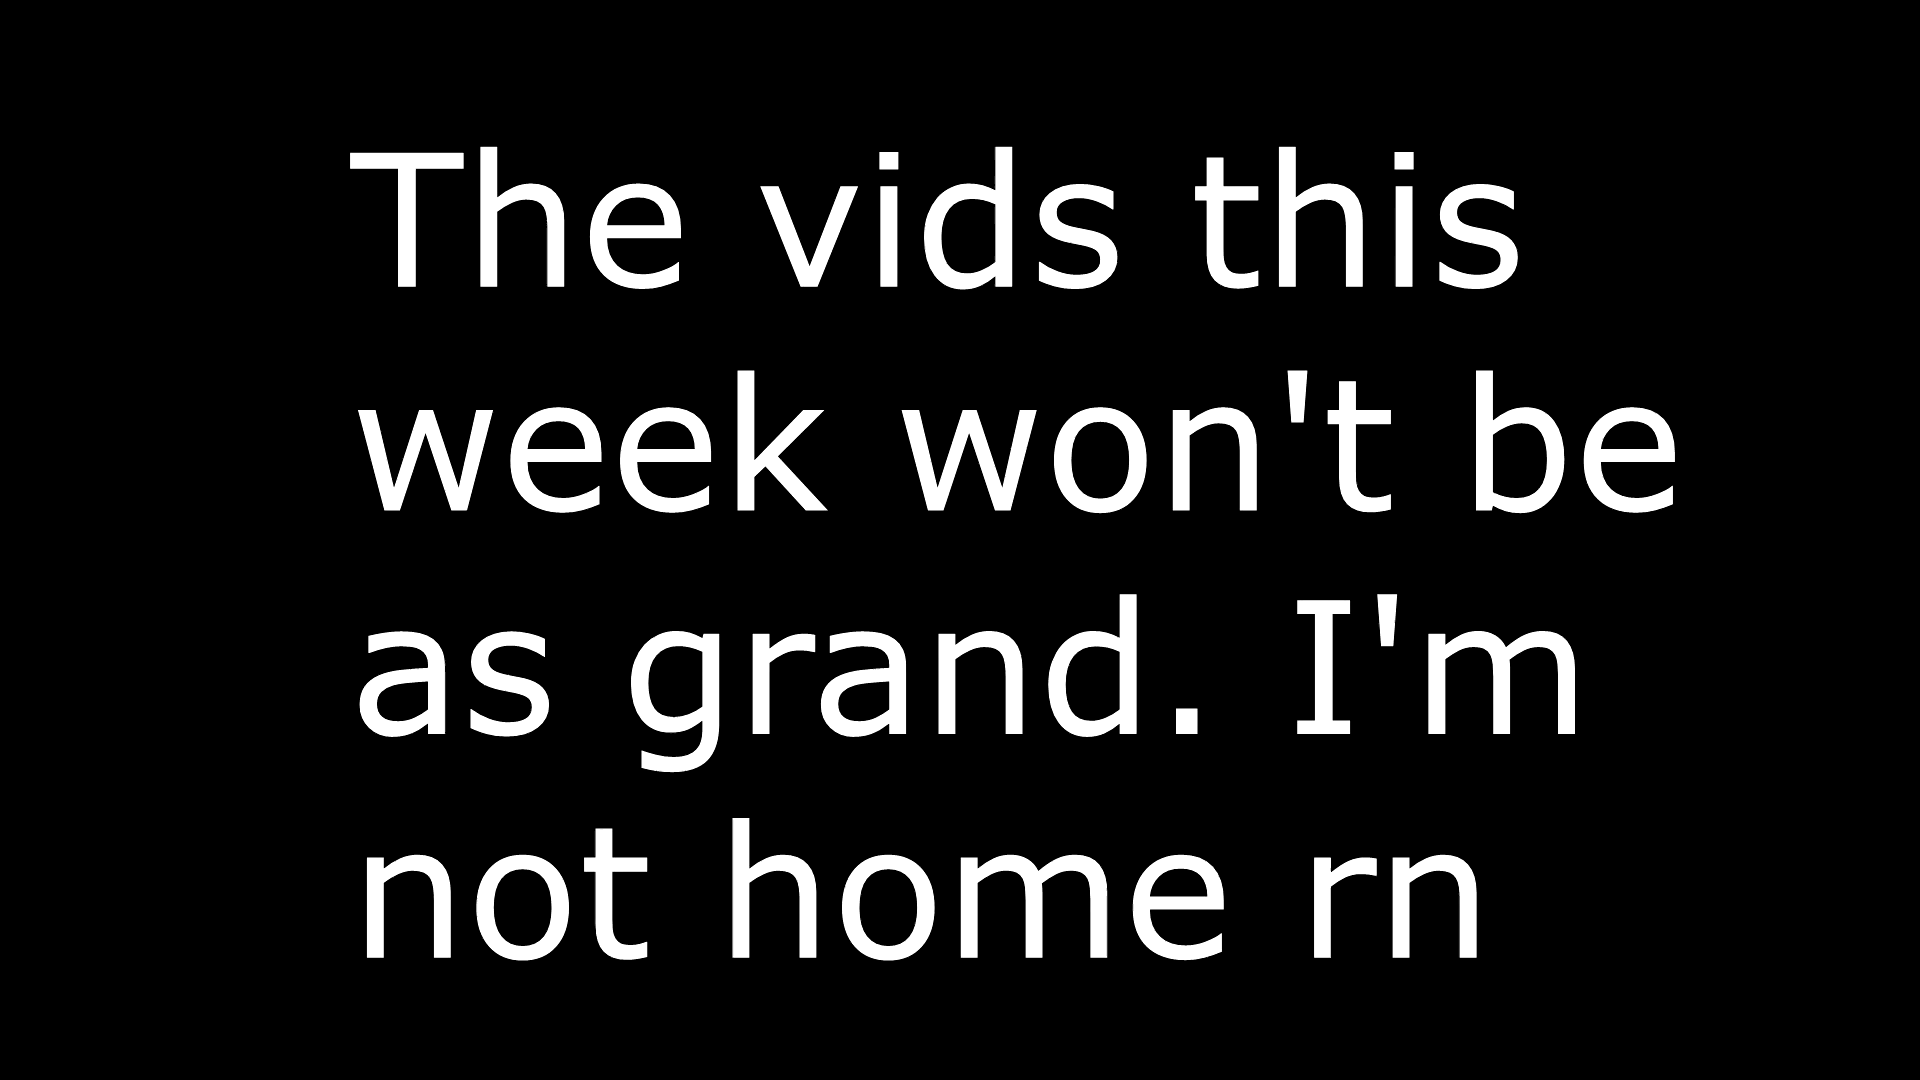 The vids this
week won't be
as grand. I'm
not home rn